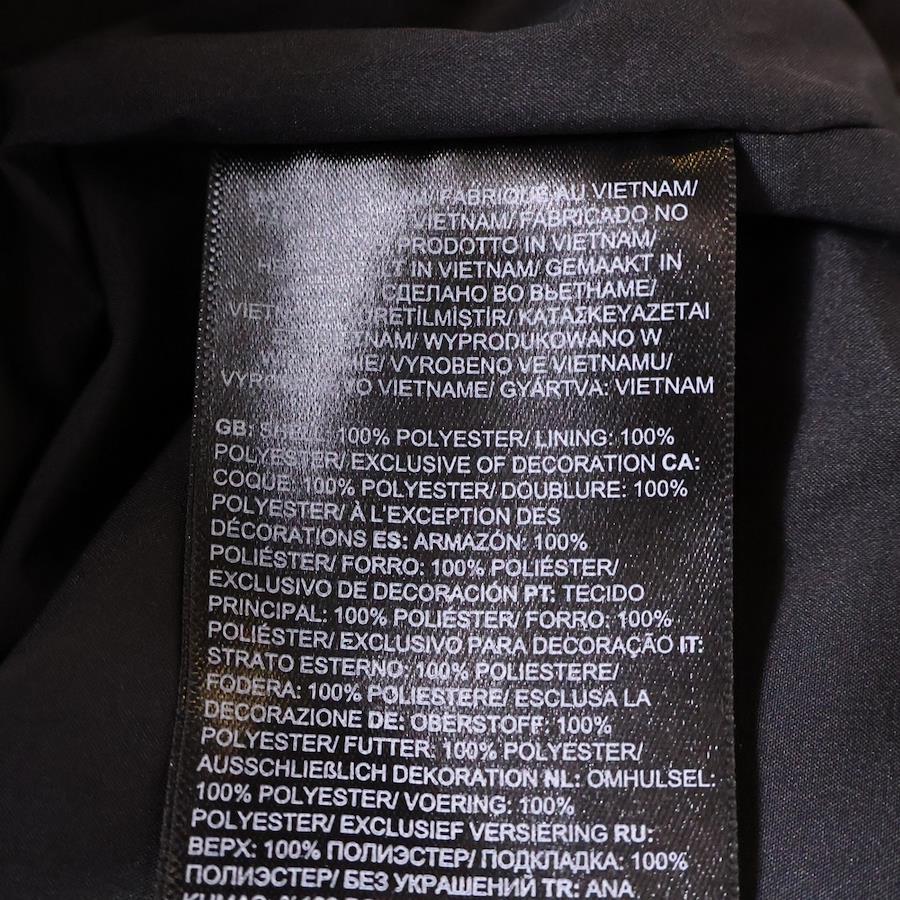 FABRIQUÉ AU VIETNAM/
VIETNAM/ FABRICADO NO
PRODOTTO IN VIETNAM/
IN VIETNAM/ GEMAAKT IN
СДЕЛАНО ВО ВЬЕТНАМЕ/
ÜRETİLMİŞTİR/ ΚΑΤΑΣΚΕΥΑΖΕΤΑΙ
WYPRODUKOWANO W
VYROBENO VE VIETNAMU/
VIETNAME/ GYÁRTVA: VIETNAM
GB: SHELL: 100% POLYESTER/ LINING: 100%
POLYESTER/ EXCLUSIVE OF DECORATION CA:
COQUE: 100% POLYESTER/ DOUBLURE: 100%
POLYESTER/ À L'EXCEPTION DES
DÉCORATIONS ES: ARMAZÓN: 100%
POLIÉSTER/ FORRO: 100% POLIÉSTER/
EXCLUSIVO DE DECORACIÓN PT: TECIDO
PRINCIPAL: 100% POLIÉSTER/ FORRO: 100%
POLIÉSTER/ EXCLUSIVO PARA DECORAÇÃO IT:
STRATO ESTERNO: 100% POLIESTERE/
FODERA: 100% POLIESTERE/ ESCLUSA LA
DECORAZIONE DE: OBERSTOFF: 100%
POLYESTER/ FUTTER: 100% POLYESTER/
AUSSCHLIEßLICH DEKORATION NL: OMHULSEL:
100% POLYESTER/ VOERING: 100%
POLYESTER/ EXCLUSIEF VERSIERING RU:
ВЕРХ: 100% ПОЛИЭСТЕР/ ПОДКЛАДКА: 100%
ПОЛИЭСТЕР/ БЕЗ УКРАШЕНИЙ TR: ANA